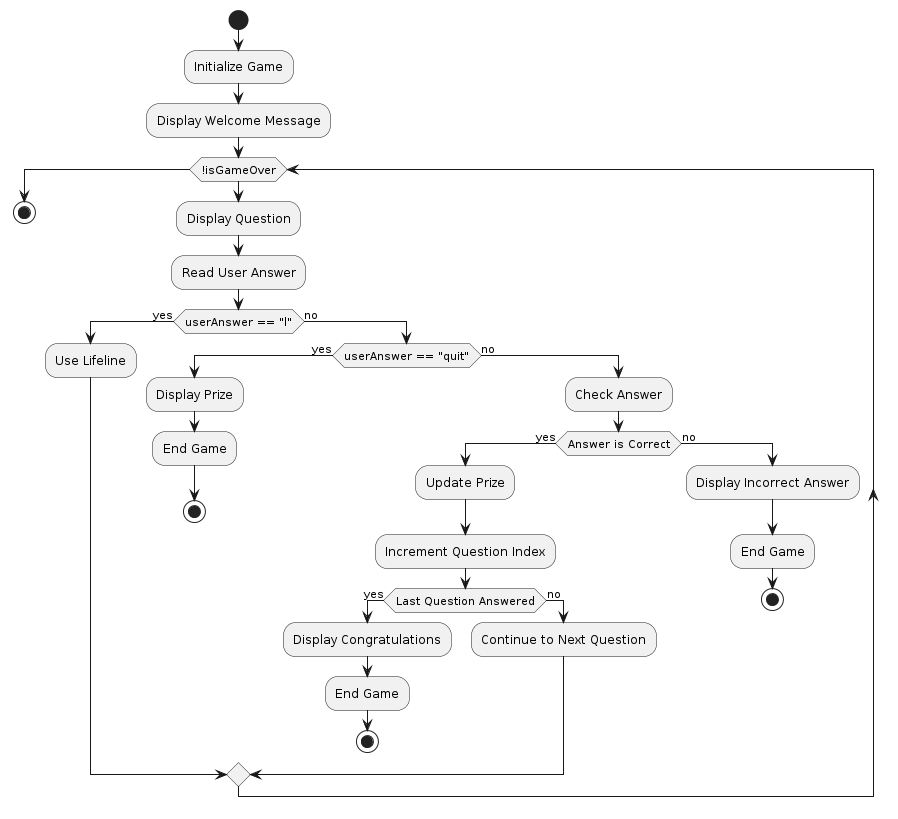 Initialize Game
Display Welcome Message
!isGameOver
Display Question
Read User Answer
yes
userAnswer == "l"
no
Use Lifeline
yes
userAnswer == "quit"
no
Display Prize
End Game
Check Answer
yes
Answer is Correct
no
Update Prize
Increment Question Index
yes
Last Question Answered
no
Display Congratulations
End Game
Continue to Next Question
Display Incorrect Answer
End Game